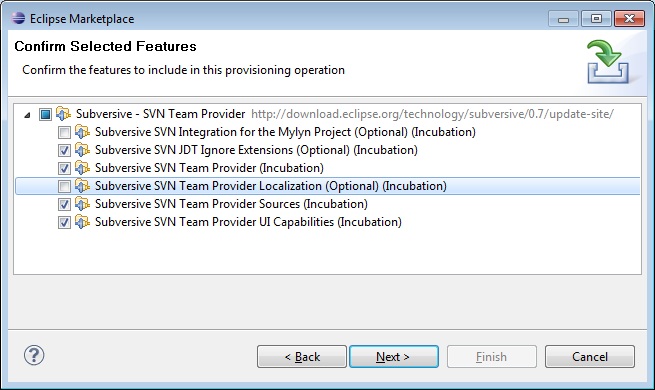 Eclipse Marketplace
Confirm Selected Features
Confirm the features to include in this provisioning operation
Subversive - SVN Team Provider http://download.eclipse.org/technology/subversive/0.7/update-site/
Subversive SVN Integration for the Mylyn Project (Optional) (Incubation)
Subversive SVN JDT Ignore Extensions (Optional) (Incubation)
Subversive SVN Team Provider (Incubation)
Subversive SVN Team Provider Localization (Optional) (Incubation)
Subversive SVN Team Provider Sources (Incubation)
Subversive SVN Team Provider UI Capabilities (Incubation)
? < Back Next > Finish Cancel